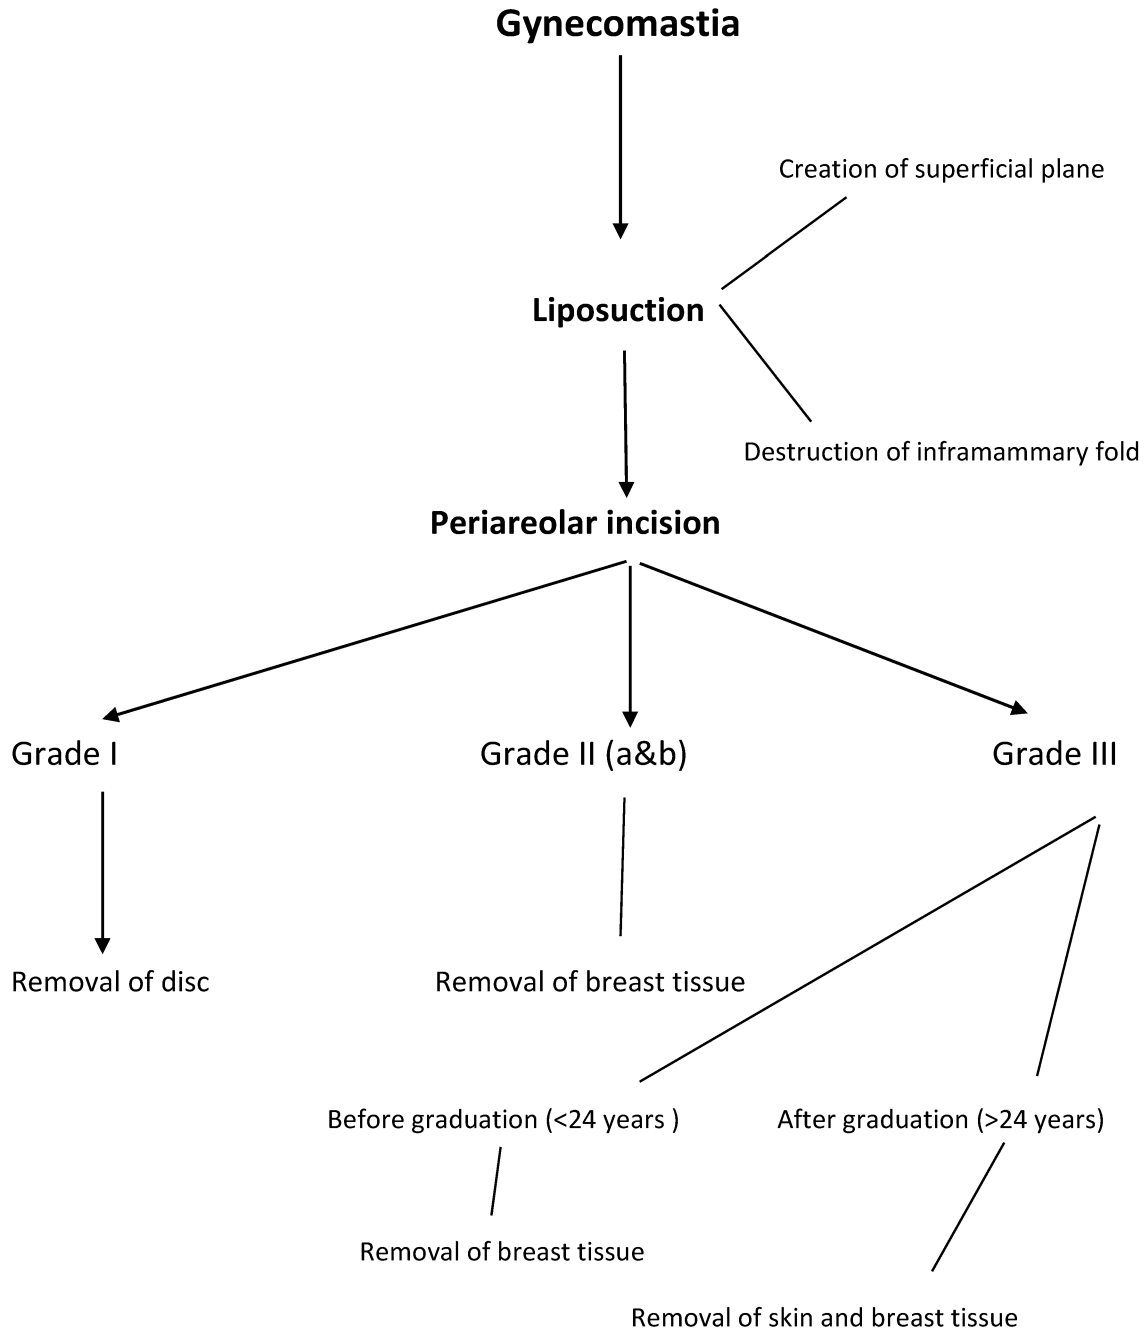 Gynecomastia
Creation of superficial plane
Liposuction
Destruction of inframammary fold
Periareolar incision
Grade I
Grade II (a&b)
Grade III
Removal of disc
Removal of breast tissue
Before graduation (<24 years )
After graduation (>24 years)
Removal of breast tissue
Removal of skin and breast tissue